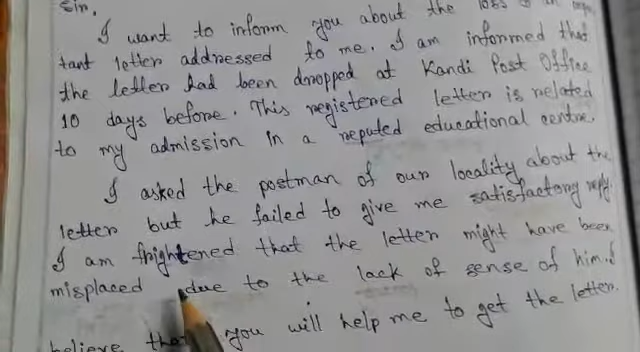 Sir,
I want to inform you about the loss of an impor
tant letter addressed to me. I am informed that
the letter had been dropped at Kandi Post Office
10 days before. This registered letter is related
to my admission in a reputed educational centre.
I asked the postman of our locality about the
letter but he failed to give me satisfactory reply.
I am frightened that the letter might have been
misplaced due to the lack of sense of him. I
believe that you will help me to get the letter.